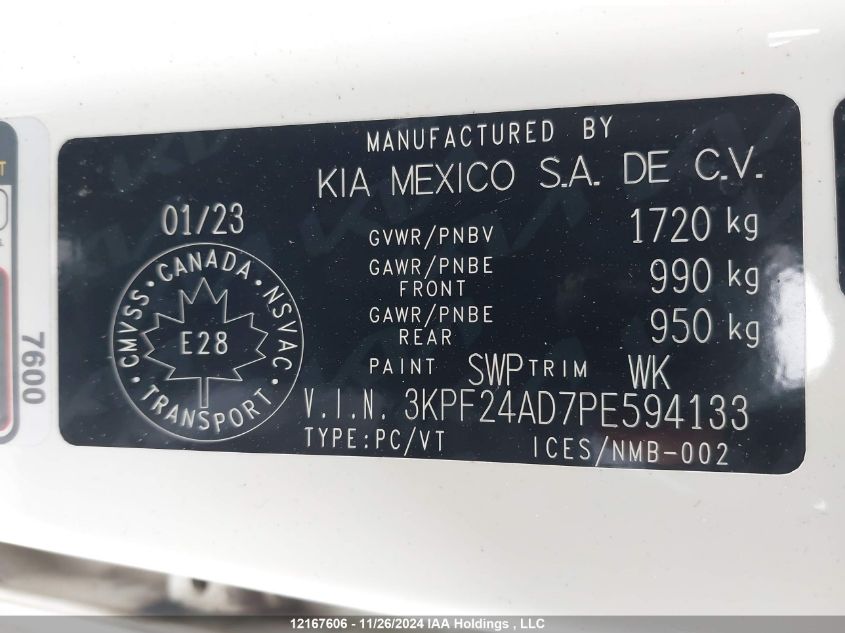 MANUFACTURED BY
KIA MEXICO S.A. DE C.V.
01/23
GVWR/PNBV 1720 kg
GAWR/PNBE FRONT 990 kg
GAWR/PNBE REAR 950 kg
PAINT SWP TRIM WK
V.I.N. 3KPF24AD7PE594133
TYPE:PC/VT ICES/NMB-002
CMVSS • CANADA • NSVAC • TRANSPORT •
E28
7600
12167606 - 11/26/2024 IAA Holdings , LLC